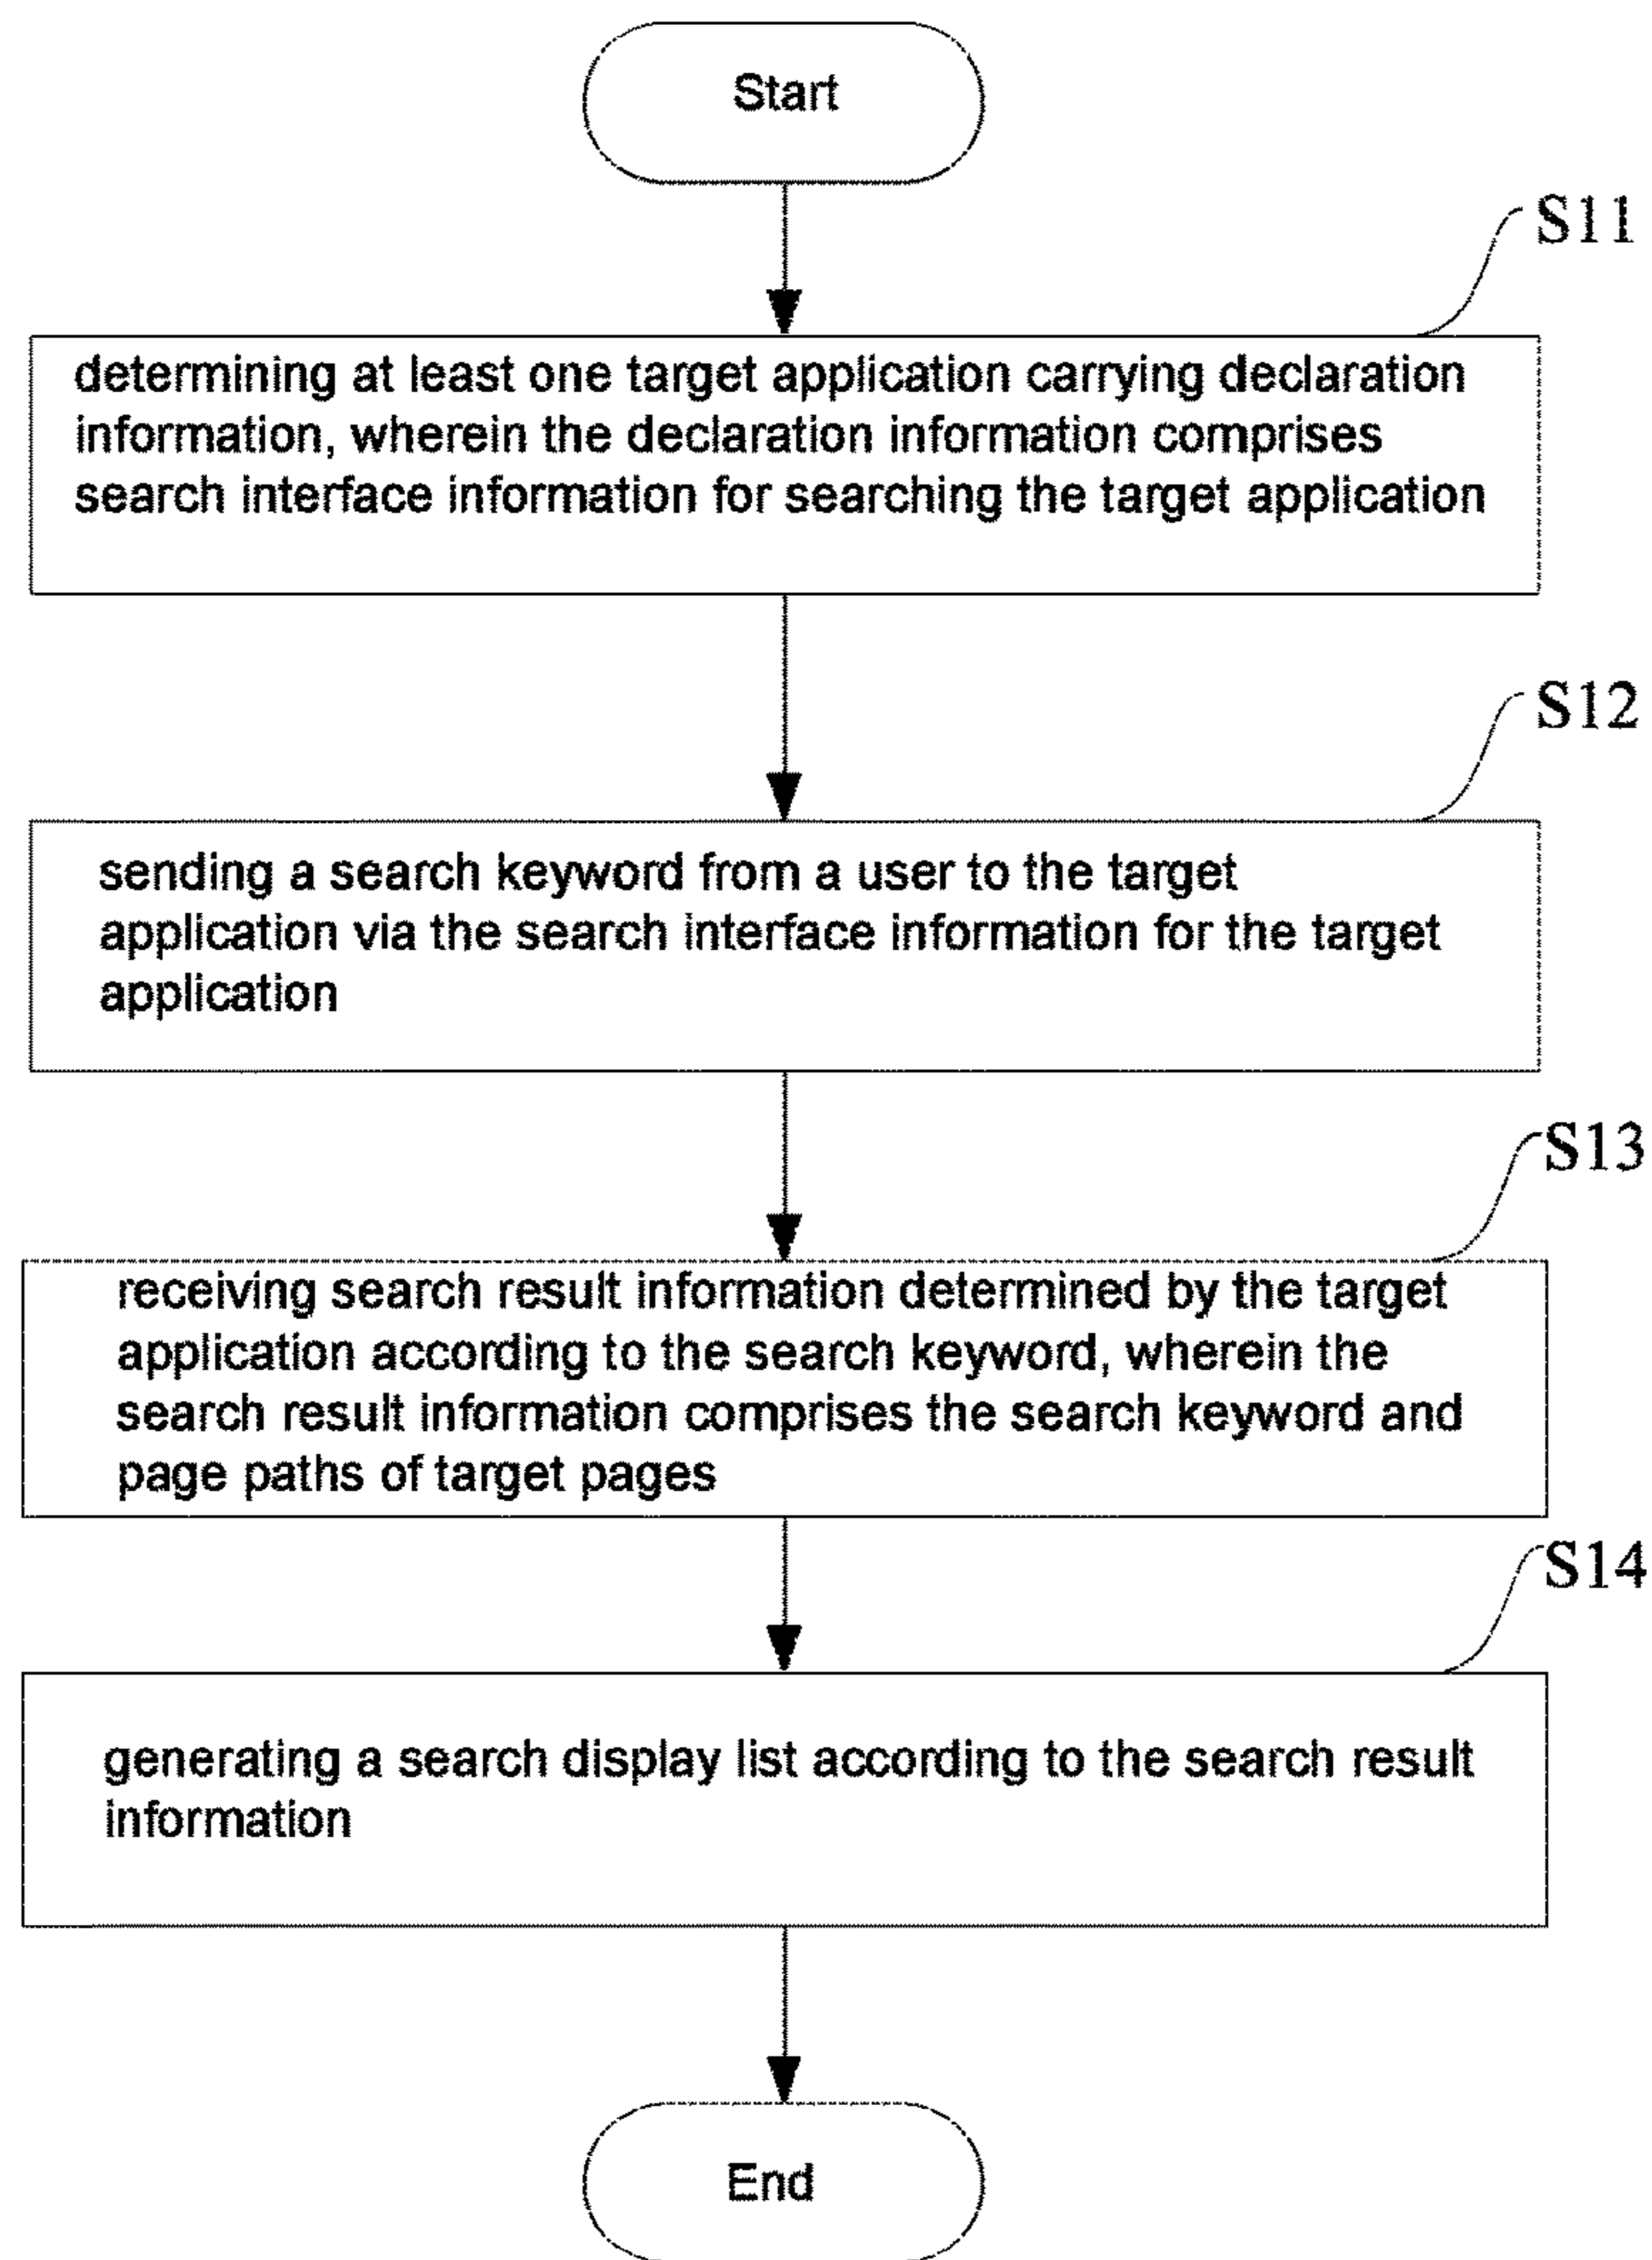 Start
S11
determining at least one target application carrying declaration
information, wherein the declaration information comprises
search interface information for searching the target application
S12
sending a search keyword from a user to the target
application via the search interface information for the target
application
S13
receiving search result information determined by the target
application according to the search keyword, wherein the
search result information comprises the search keyword and
page paths of target pages
S14
generating a search display list according to the search result
information
End